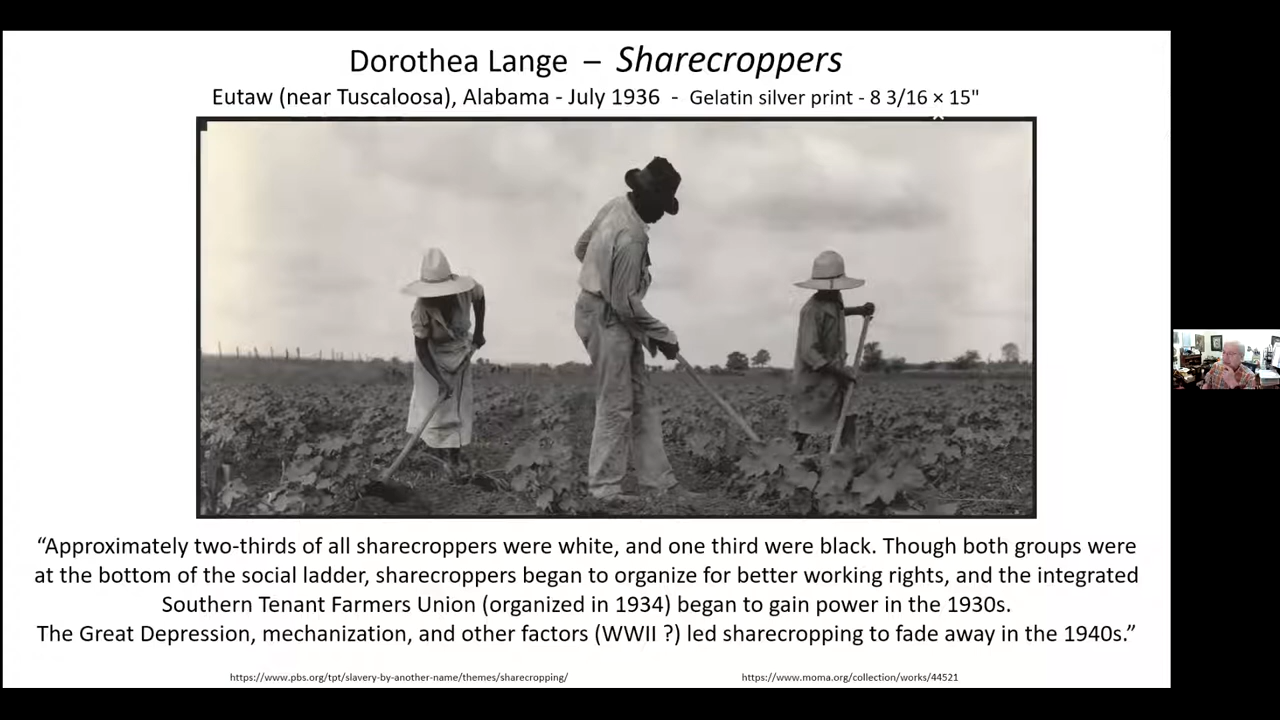 Dorothea Lange – Sharecroppers
Eutaw (near Tuscaloosa), Alabama - July 1936 - Gelatin silver print - 8 3/16 × 15"
“Approximately two-thirds of all sharecroppers were white, and one third were black. Though both groups were
at the bottom of the social ladder, sharecroppers began to organize for better working rights, and the integrated
Southern Tenant Farmers Union (organized in 1934) began to gain power in the 1930s.
The Great Depression, mechanization, and other factors (WWII ?) led sharecropping to fade away in the 1940s.”
https://www.pbs.org/tpt/slavery-by-another-name/themes/sharecropping/ https://www.moma.org/collection/works/44521